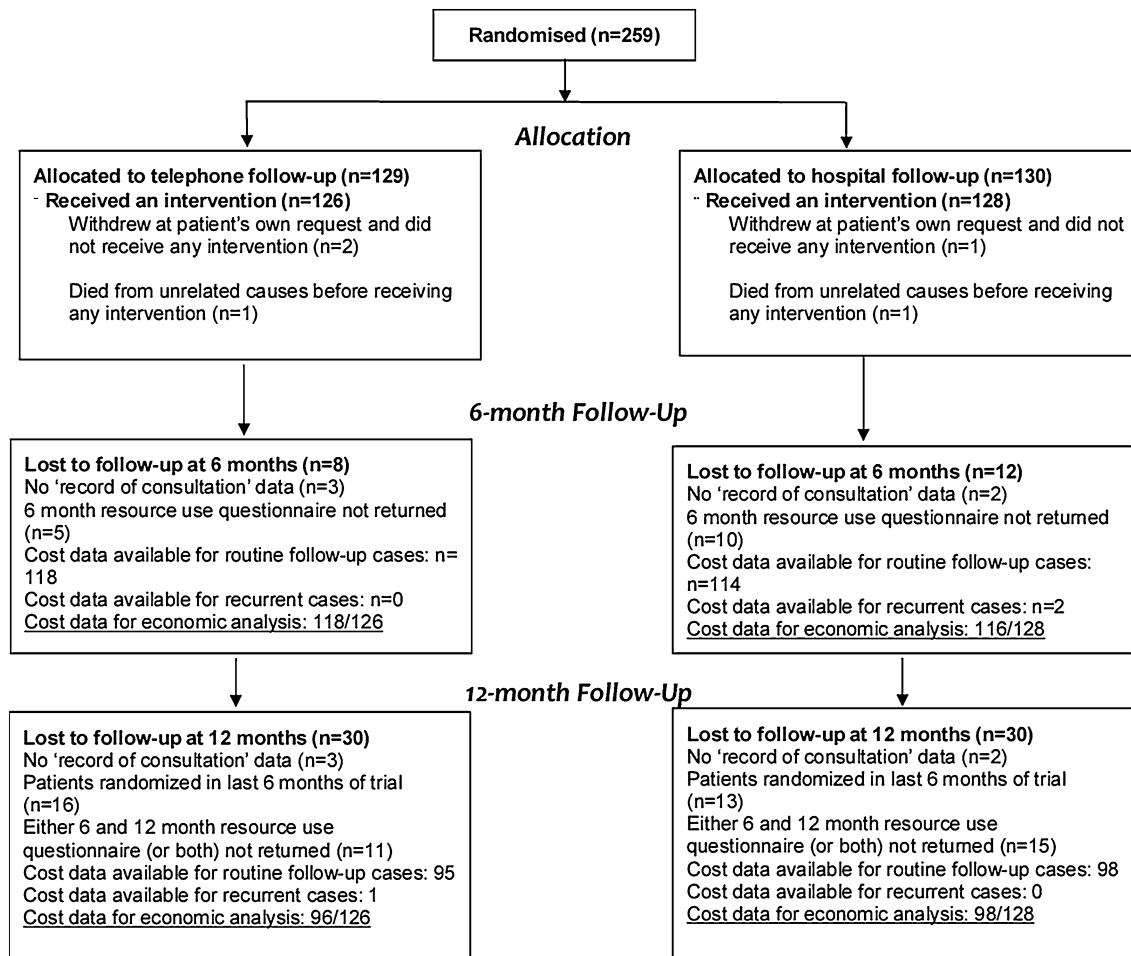 Randomised (n=259)
Allocation
Allocated to telephone follow-up (n=129)
- Received an intervention (n=126)
Withdrew at patient's own request and did
not receive any intervention (n=2)
Died from unrelated causes before receiving
any intervention (n=1)
Allocated to hospital follow-up (n=130)
- Received an intervention (n=128)
Withdrew at patient's own request and did not
receive any intervention (n=1)
Died from unrelated causes before receiving
any intervention (n=1)
6-month Follow-Up
Lost to follow-up at 6 months (n=8)
No 'record of consultation' data (n=3)
6 month resource use questionnaire not returned
(n=5)
Cost data available for routine follow-up cases: n=
118
Cost data available for recurrent cases: n=0
Cost data for economic analysis: 118/126
Lost to follow-up at 6 months (n=12)
No 'record of consultation' data (n=2)
6 month resource use questionnaire not returned
(n=10)
Cost data available for routine follow-up cases:
n=114
Cost data available for recurrent cases: n=2
Cost data for economic analysis: 116/128
12-month Follow-Up
Lost to follow-up at 12 months (n=30)
No 'record of consultation' data (n=3)
Patients randomized in last 6 months of trial
(n=16)
Either 6 and 12 month resource use
questionnaire (or both) not returned (n=11)
Cost data available for routine follow-up cases: 95
Cost data available for recurrent cases: 1
Cost data for economic analysis: 96/126
Lost to follow-up at 12 months (n=30)
No 'record of consultation' data (n=2)
Patients randomized in last 6 months of trial
(n=13)
Either 6 and 12 month resource use
questionnaire (or both) not returned (n=15)
Cost data available for routine follow-up cases: 98
Cost data available for recurrent cases: 0
Cost data for economic analysis: 98/128